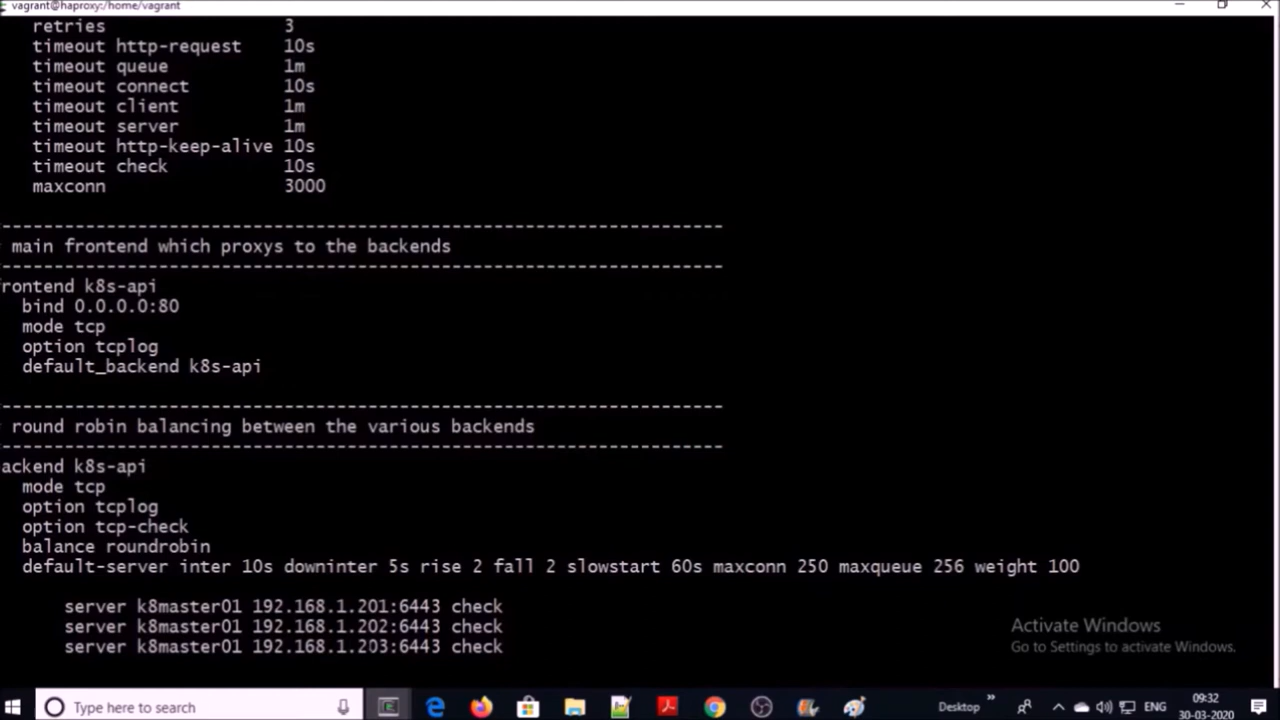 vagrant@haproxy:/home/vagrant
retries 3
timeout http-request 10s
timeout queue 1m
timeout connect 10s
timeout client 1m
timeout server 1m
timeout http-keep-alive 10s
timeout check 10s
maxconn 3000
---------------------------------------------------------------------
main frontend which proxys to the backends
---------------------------------------------------------------------
rontend k8s-api
bind 0.0.0.0:80
mode tcp
option tcplog
default_backend k8s-api
---------------------------------------------------------------------
round robin balancing between the various backends
---------------------------------------------------------------------
ackend k8s-api
mode tcp
option tcplog
option tcp-check
balance roundrobin
default-server inter 10s downinter 5s rise 2 fall 2 slowstart 60s maxconn 250 maxqueue 256 weight 100
server k8master01 192.168.1.201:6443 check
server k8master01 192.168.1.202:6443 check
server k8master01 192.168.1.203:6443 check
Activate Windows
Go to Settings to activate Windows.
Type here to search
Desktop
ENG
09:32
30-03-2020